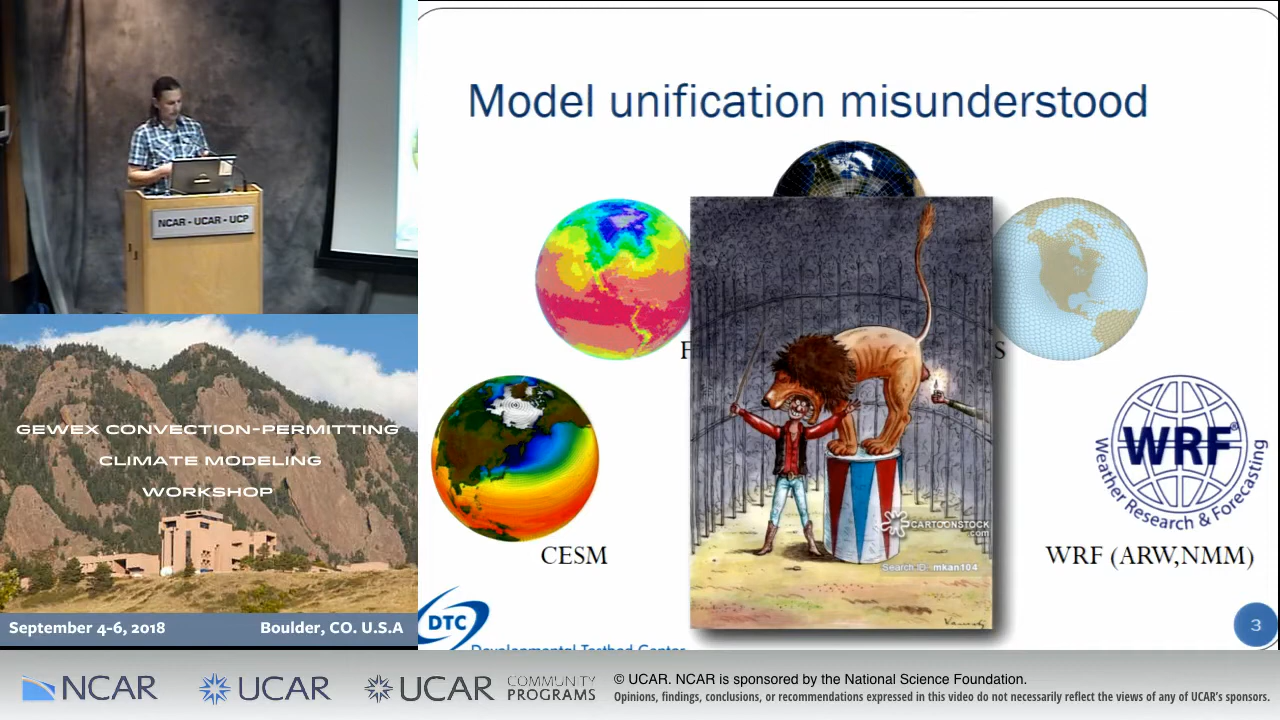 Model unification misunderstood
NCAR - UCAR - UCP
F
S
GEWEX CONVECTION-PERMITTING
CLIMATE MODELING
WORKSHOP
WRF®
Weather Research & Forecasting
CARTOONSTOCK
.com
Search ID: mkan104
CESM
WRF (ARW,NMM)
September 4-6, 2018
Boulder, CO. U.S.A
DTC
Developmental Testbed Center
3
NCAR
UCAR
UCAR
COMMUNITY
PROGRAMS
© UCAR. NCAR is sponsored by the National Science Foundation.
Opinions, findings, conclusions, or recommendations expressed in this video do not necessarily reflect the views of any of UCAR's sponsors.